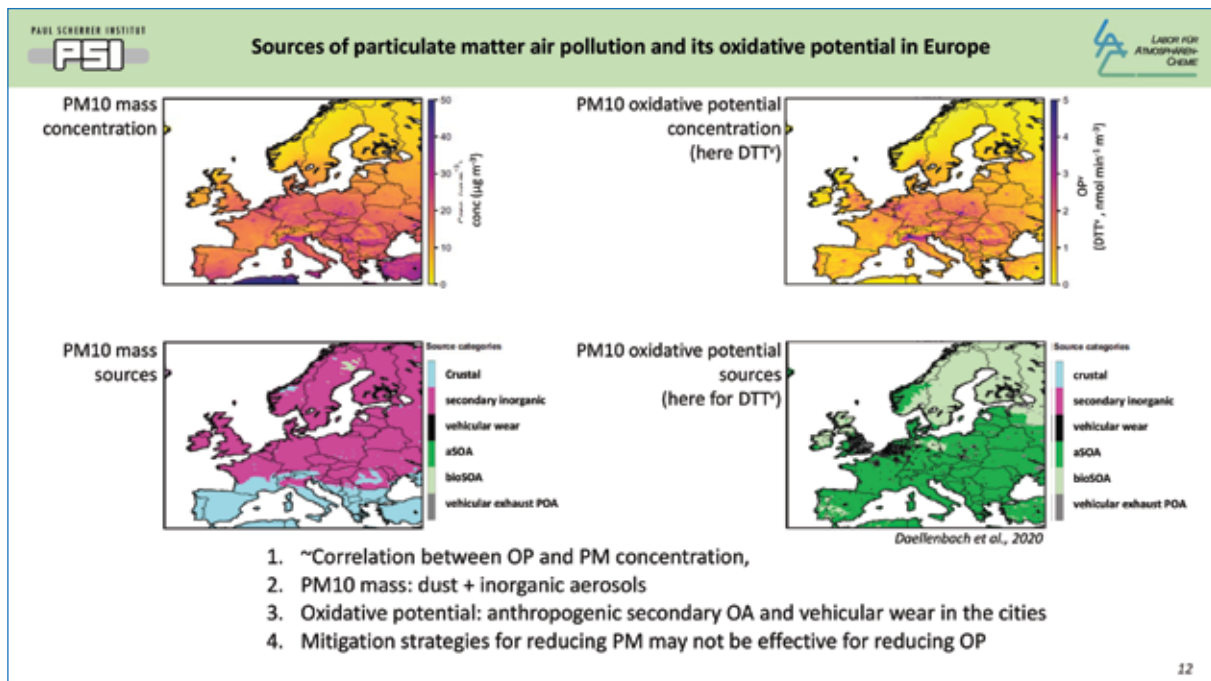 PAUL SCHERRER INSTITUT
PSI
Sources of particulate matter air pollution and its oxidative potential in Europe
LABOR FÜR
ATMOSPHÄREN-
CHEMIE
PM10 mass
concentration
50
40
30
20
10
0
conc (µg m⁻³)
PM10 oxidative potential
concentration
(here DTTᵛ)
5
4
3
2
1
0
OPᵛ
(DTTᵛ, nmol min⁻¹ m⁻³)
PM10 mass
sources
Source categories
Crustal
secondary inorganic
vehicular wear
aSOA
bioSOA
vehicular exhaust POA
PM10 oxidative potential
sources
(here for DTTᵛ)
Source categories
crustal
secondary inorganic
vehicular wear
aSOA
bioSOA
vehicular exhaust POA
Daellenbach et al., 2020
1. ~Correlation between OP and PM concentration,
2. PM10 mass: dust + inorganic aerosols
3. Oxidative potential: anthropogenic secondary OA and vehicular wear in the cities
4. Mitigation strategies for reducing PM may not be effective for reducing OP
12